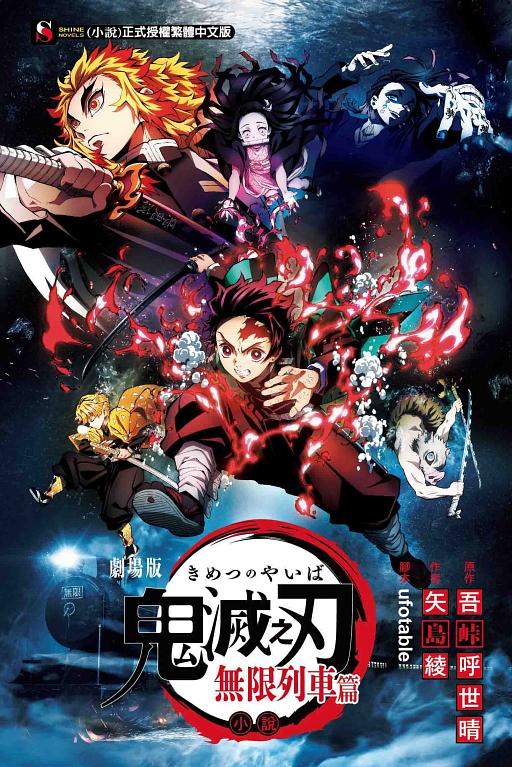 S
SHINE
NOVELS
(小說)正式授權繁體中文版
劇場版
きめつのやいば
鬼滅之刃
無限列車篇
小說
無限
原作
吾峠呼世晴
作者
矢島綾
腳本
ufotable